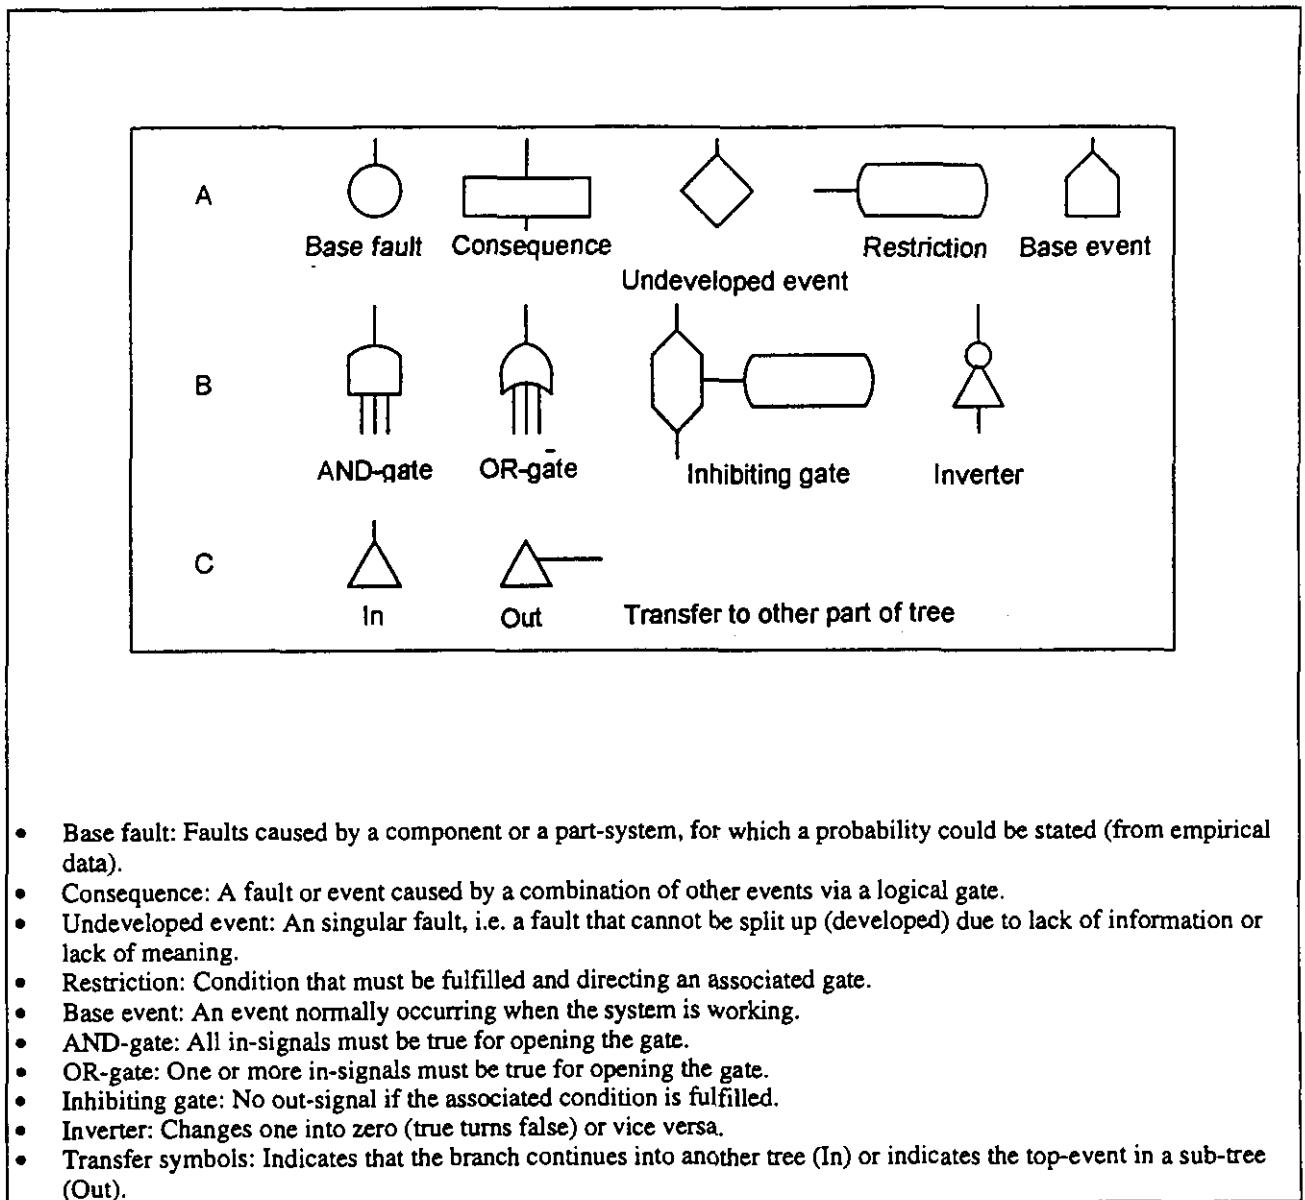 A
Base fault Consequence Restriction Base event
Undeveloped event
B
AND-gate OR-gate Inhibiting gate Inverter
C
In Out Transfer to other part of tree
• Base fault: Faults caused by a component or a part-system, for which a probability could be stated (from empirical
data).
• Consequence: A fault or event caused by a combination of other events via a logical gate.
• Undeveloped event: An singular fault, i.e. a fault that cannot be split up (developed) due to lack of information or
lack of meaning.
• Restriction: Condition that must be fulfilled and directing an associated gate.
• Base event: An event normally occurring when the system is working.
• AND-gate: All in-signals must be true for opening the gate.
• OR-gate: One or more in-signals must be true for opening the gate.
• Inhibiting gate: No out-signal if the associated condition is fulfilled.
• Inverter: Changes one into zero (true turns false) or vice versa.
• Transfer symbols: Indicates that the branch continues into another tree (In) or indicates the top-event in a sub-tree
(Out).